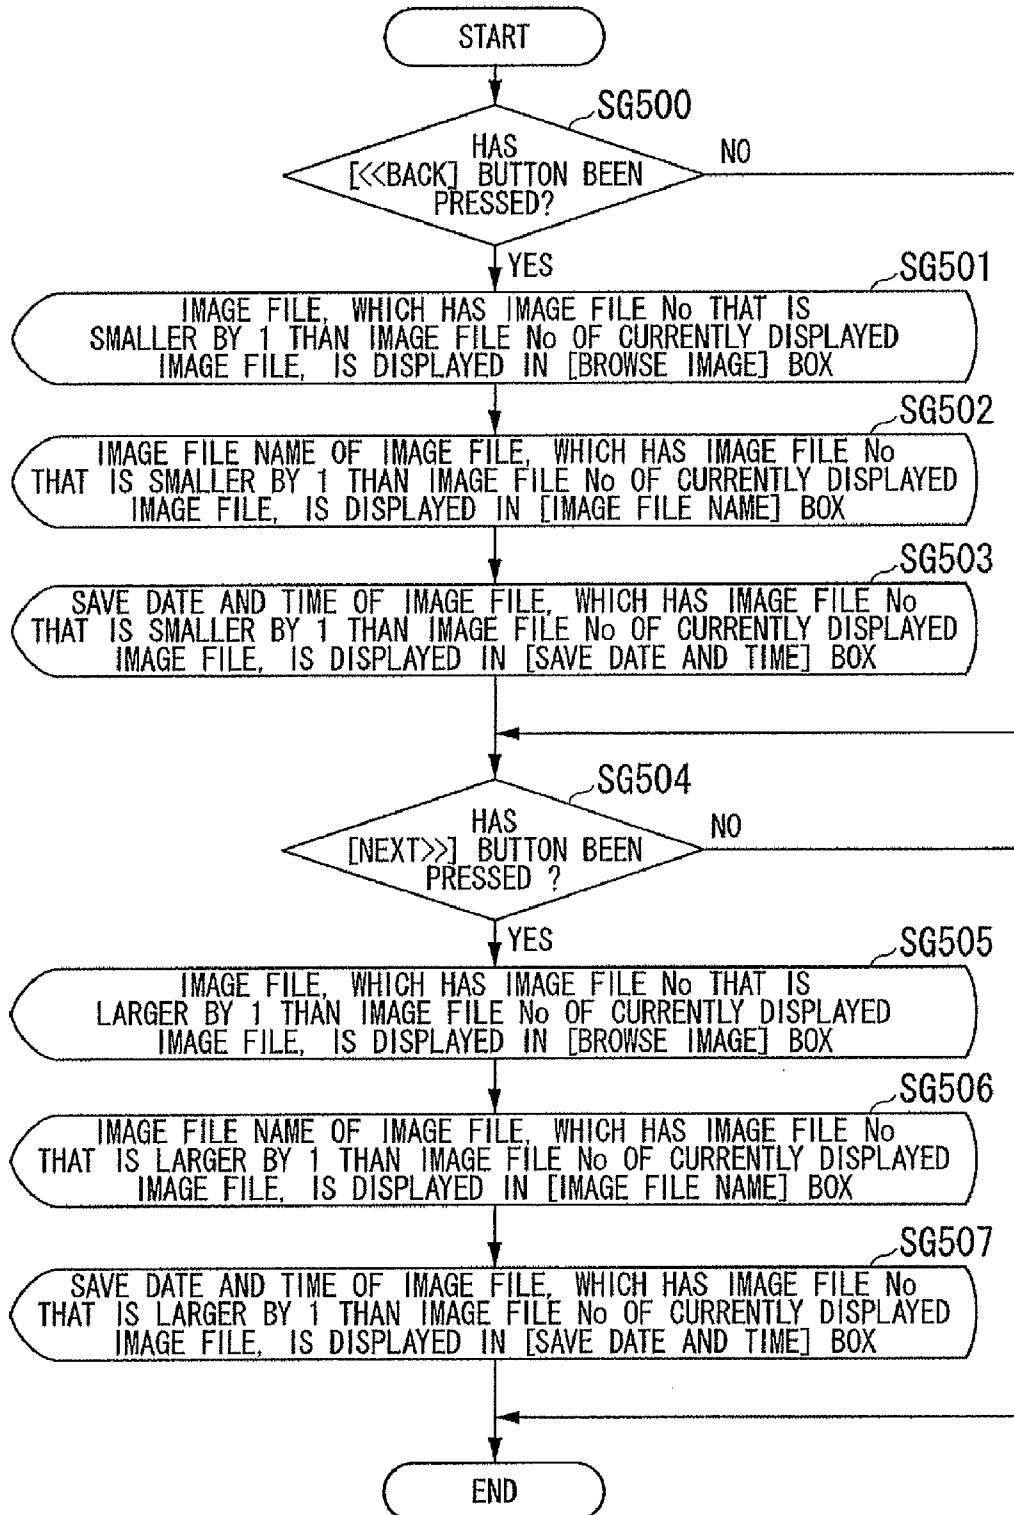 START
SG500
HAS
[<<BACK] BUTTON BEEN
PRESSED?
NO
YES
SG501
IMAGE FILE, WHICH HAS IMAGE FILE No THAT IS
SMALLER BY 1 THAN IMAGE FILE No OF CURRENTLY DISPLAYED
IMAGE FILE, IS DISPLAYED IN [BROWSE IMAGE] BOX
SG502
IMAGE FILE NAME OF IMAGE FILE, WHICH HAS IMAGE FILE No
THAT IS SMALLER BY 1 THAN IMAGE FILE No OF CURRENTLY DISPLAYED
IMAGE FILE, IS DISPLAYED IN [IMAGE FILE NAME] BOX
SG503
SAVE DATE AND TIME OF IMAGE FILE, WHICH HAS IMAGE FILE No
THAT IS SMALLER BY 1 THAN IMAGE FILE No OF CURRENTLY DISPLAYED
IMAGE FILE, IS DISPLAYED IN [SAVE DATE AND TIME] BOX
SG504
HAS
[NEXT>>] BUTTON BEEN
PRESSED ?
NO
YES
SG505
IMAGE FILE, WHICH HAS IMAGE FILE No THAT IS
LARGER BY 1 THAN IMAGE FILE No OF CURRENTLY DISPLAYED
IMAGE FILE, IS DISPLAYED IN [BROWSE IMAGE] BOX
SG506
IMAGE FILE NAME OF IMAGE FILE, WHICH HAS IMAGE FILE No
THAT IS LARGER BY 1 THAN IMAGE FILE No OF CURRENTLY DISPLAYED
IMAGE FILE, IS DISPLAYED IN [IMAGE FILE NAME] BOX
SG507
SAVE DATE AND TIME OF IMAGE FILE, WHICH HAS IMAGE FILE No
THAT IS LARGER BY 1 THAN IMAGE FILE No OF CURRENTLY DISPLAYED
IMAGE FILE, IS DISPLAYED IN [SAVE DATE AND TIME] BOX
END